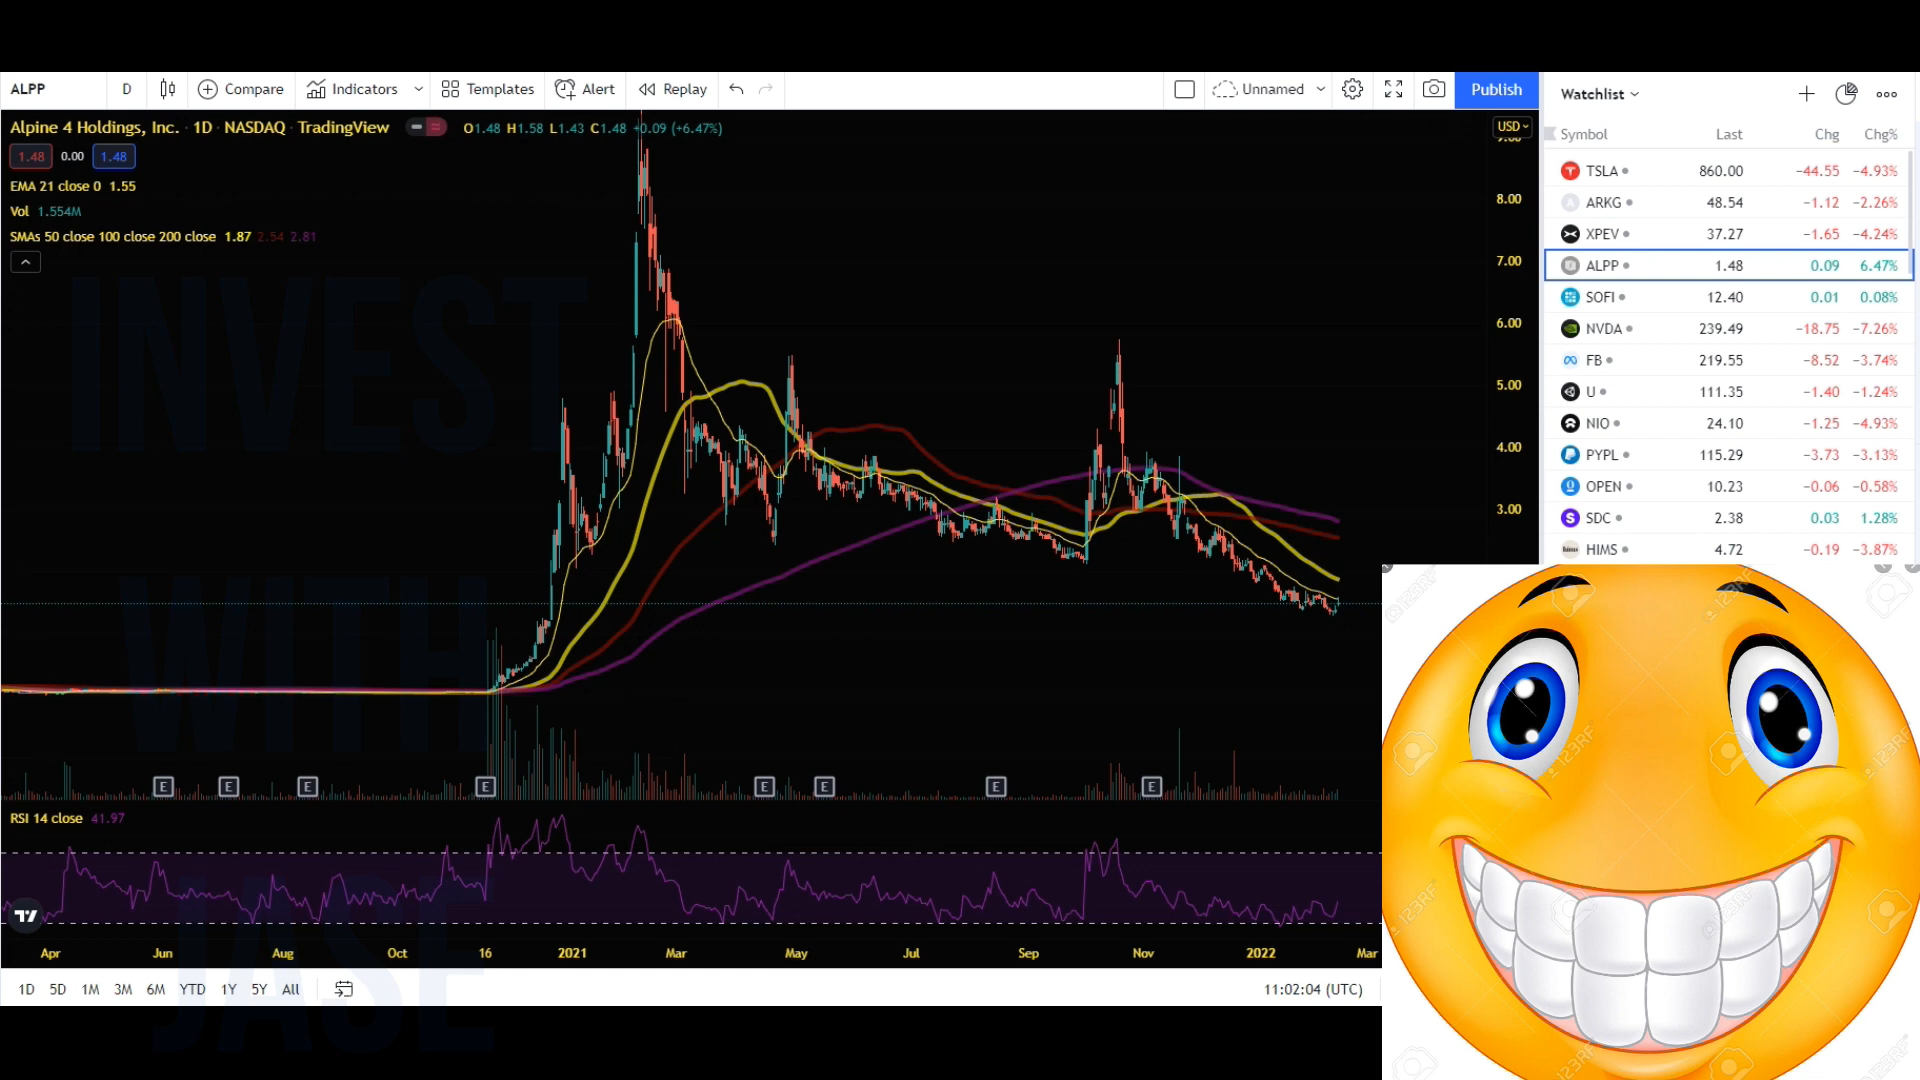 ALPP D Compare Indicators Templates Alert Replay Unnamed Publish
Alpine 4 Holdings, Inc. · 1D · NASDAQ · TradingView O1.48 H1.58 L1.43 C1.48 +0.09 (+6.47%) USD
1.48 0.00 1.48
EMA 21 close 0 1.55
Vol 1.554M
SMAs 50 close 100 close 200 close 1.87 2.54 2.81
8.00
7.00
6.00
5.00
4.00
3.00
INVEST
WITH
JASE
E E E E E E E E
RSI 14 close 41.97
Apr Jun Aug Oct 16 2021 Mar May Jul Sep Nov 2022 Mar
1D 5D 1M 3M 6M YTD 1Y 5Y All 11:02:04 (UTC)
Watchlist
Symbol Last Chg Chg%
TSLA 860.00 −44.55 −4.93%
ARKG 48.54 −1.12 −2.26%
XPEV 37.27 −1.65 −4.24%
ALPP 1.48 0.09 6.47%
SOFI 12.40 0.01 0.08%
NVDA 239.49 −18.75 −7.26%
FB 219.55 −8.52 −3.74%
U 111.35 −1.40 −1.24%
NIO 24.10 −1.25 −4.93%
PYPL 115.29 −3.73 −3.13%
OPEN 10.23 −0.06 −0.58%
SDC 2.38 0.03 1.28%
HIMS 4.72 −0.19 −3.87%
123RF
123RF
123RF
123RF
123RF
123RF
123RF